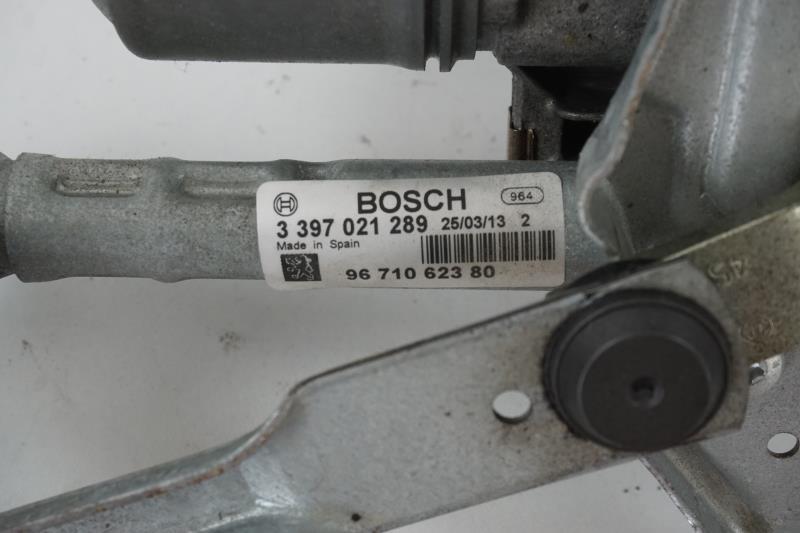 BOSCH 964
3 397 021 289 25/03/13 2
Made in Spain
96 710 623 80